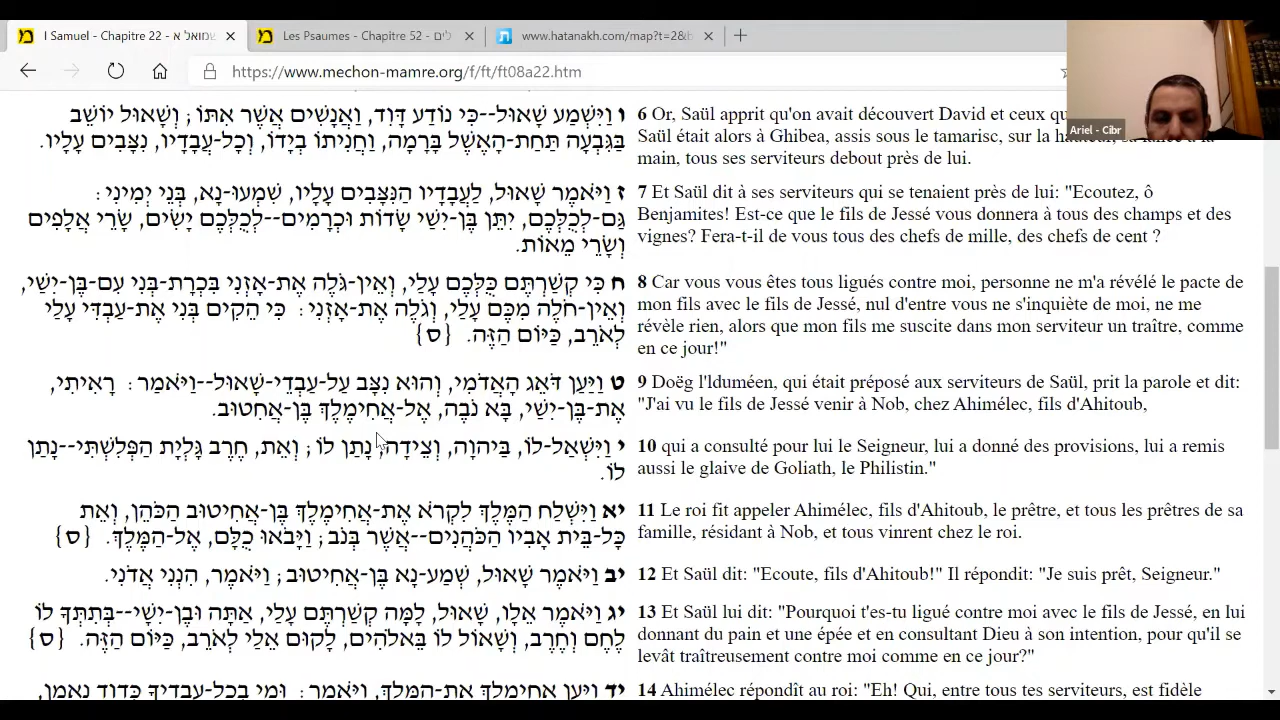 I Samuel - Chapitre 22 - שמואל א
Les Psaumes - Chapitre 52 - לים
www.hatanakh.com/map?t=2&
https://www.mechon-mamre.org/f/ft/ft08a22.htm
Ariel - Cibr
ו וַיִּשְׁמַע שָׁאוּל--כִּי נוֹדַע דָּוִד, וַאֲנָשִׁים אֲשֶׁר אִתּוֹ; וְשָׁאוּל יוֹשֵׁב
בַּגִּבְעָה תַּחַת-הָאֶשֶׁל בָּרָמָה, וַחֲנִיתוֹ בְיָדוֹ, וְכָל-עֲבָדָיו, נִצָּבִים עָלָיו.
6 Or, Saül apprit qu'on avait découvert David et ceux qu
Saül était alors à Ghibea, assis sous le tamarisc, sur la hauteur, sa lance à la
main, tous ses serviteurs debout près de lui.
ז וַיֹּאמֶר שָׁאוּל, לַעֲבָדָיו הַנִּצָּבִים עָלָיו, שִׁמְעוּ-נָא, בְּנֵי יְמִינִי:
גַּם-לְכֻלְּכֶם, יִתֵּן בֶּן-יִשַׁי שָׂדוֹת וּכְרָמִים--לְכֻלְּכֶם יָשִׂים, שָׂרֵי אֲלָפִים
וְשָׂרֵי מֵאוֹת.
7 Et Saül dit à ses serviteurs qui se tenaient près de lui: "Ecoutez, ô
Benjamites! Est-ce que le fils de Jessé vous donnera à tous des champs et des
vignes? Fera-t-il de vous tous des chefs de mille, des chefs de cent ?
ח כִּי קְשַׁרְתֶּם כֻּלְּכֶם עָלַי, וְאֵין-גֹּלֶה אֶת-אָזְנִי בִּכְרָת-בְּנִי עִם-בֶּן-יִשַׁי,
וְאֵין-חֹלֶה מִכֶּם עָלַי, וְגֹלֶה אֶת-אָזְנִי: כִּי הֵקִים בְּנִי אֶת-עַבְדִּי עָלַי
לְאֹרֵב, כַּיּוֹם הַזֶּה. {ס}
8 Car vous vous êtes tous ligués contre moi, personne ne m'a révélé le pacte de
mon fils avec le fils de Jessé, nul d'entre vous ne s'inquiète de moi, ne me
révèle rien, alors que mon fils me suscite dans mon serviteur un traître, comme
en ce jour!"
ט וַיַּעַן דֹּאֵג הָאֲדֹמִי, וְהוּא נִצָּב עַל-עַבְדֵי-שָׁאוּל--וַיֹּאמַר: רָאִיתִי,
אֶת-בֶּן-יִשַׁי, בָּא נֹבֶה, אֶל-אֲחִימֶלֶךְ בֶּן-אֲחִטוּב.
9 Doëg l'Iduméen, qui était préposé aux serviteurs de Saül, prit la parole et dit:
"J'ai vu le fils de Jessé venir à Nob, chez Ahimélec, fils d'Ahitoub,
י וַיִּשְׁאַל-לוֹ, בַּיהוָה, וְצֵידָה, נָתַן לוֹ; וְאֵת, חֶרֶב גָּלְיָת הַפְּלִשְׁתִּי--נָתַן
לוֹ.
10 qui a consulté pour lui le Seigneur, lui a donné des provisions, lui a remis
aussi le glaive de Goliath, le Philistin."
יא וַיִּשְׁלַח הַמֶּלֶךְ לִקְרֹא אֶת-אֲחִימֶלֶךְ בֶּן-אֲחִיטוּב הַכֹּהֵן, וְאֵת
כָּל-בֵּית אָבִיו הַכֹּהֲנִים--אֲשֶׁר בְּנֹב; וַיָּבֹאוּ כֻלָּם, אֶל-הַמֶּלֶךְ. {ס}
11 Le roi fit appeler Ahimélec, fils d'Ahitoub, le prêtre, et tous les prêtres de sa
famille, résidant à Nob, et tous vinrent chez le roi.
יב וַיֹּאמֶר שָׁאוּל, שְׁמַע-נָא בֶּן-אֲחִיטוּב; וַיֹּאמֶר, הִנְנִי אֲדֹנִי.
12 Et Saül dit: "Ecoute, fils d'Ahitoub!" Il répondit: "Je suis prêt, Seigneur."
יג וַיֹּאמֶר אֵלָו, שָׁאוּל, לָמָּה קְשַׁרְתֶּם עָלַי, אַתָּה וּבֶן-יִשָׁי--בְּתִתְּךָ לוֹ
לֶחֶם וְחֶרֶב, וְשָׁאוֹל לוֹ בֵּאלֹהִים, לָקוּם אֵלַי לְאֹרֵב, כַּיּוֹם הַזֶּה. {ס}
13 Et Saül lui dit: "Pourquoi t'es-tu ligué contre moi avec le fils de Jessé, en lui
donnant du pain et une épée et en consultant Dieu à son intention, pour qu'il se
levât traîtreusement contre moi comme en ce jour?"
יד וַיַּעַן אֲחִימֶלֶךְ אֶת-הַמֶּלֶךְ, וַיֹּאמַר: וּמִי בְכָל-עֲבָדֶיךָ כְּדָוִד נֶאֱמָן,
14 Ahimélec répondît au roi: "Eh! Qui, entre tous tes serviteurs, est fidèle